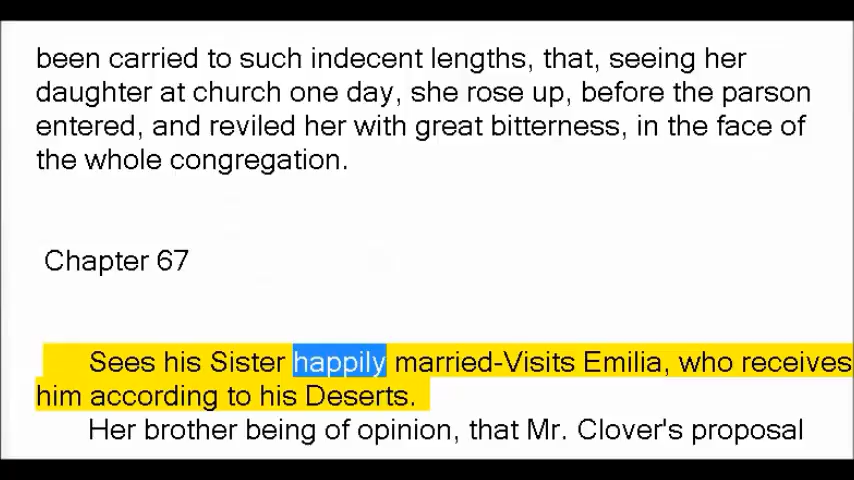 been carried to such indecent lengths, that, seeing her
daughter at church one day, she rose up, before the parson
entered, and reviled her with great bitterness, in the face of
the whole congregation.
Chapter 67
Sees his Sister happily married-Visits Emilia, who receives
him according to his Deserts.
Her brother being of opinion, that Mr. Clover's proposal